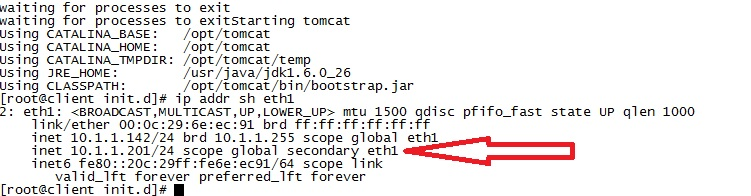 waiting for processes to exit
waiting for processes to exitStarting tomcat
Using CATALINA_BASE:   /opt/tomcat
Using CATALINA_HOME:   /opt/tomcat
Using CATALINA_TMPDIR: /opt/tomcat/temp
Using JRE_HOME:        /usr/java/jdk1.6.0_26
Using CLASSPATH:       /opt/tomcat/bin/bootstrap.jar
[root@client init.d]# ip addr sh eth1
2: eth1: <BROADCAST,MULTICAST,UP,LOWER_UP> mtu 1500 qdisc pfifo_fast state UP qlen 1000
    link/ether 00:0c:29:6e:ec:91 brd ff:ff:ff:ff:ff:ff
    inet 10.1.1.142/24 brd 10.1.1.255 scope global eth1
    inet 10.1.1.201/24 scope global secondary eth1
    inet6 fe80::20c:29ff:fe6e:ec91/64 scope link
       valid_lft forever preferred_lft forever
[root@client init.d]#